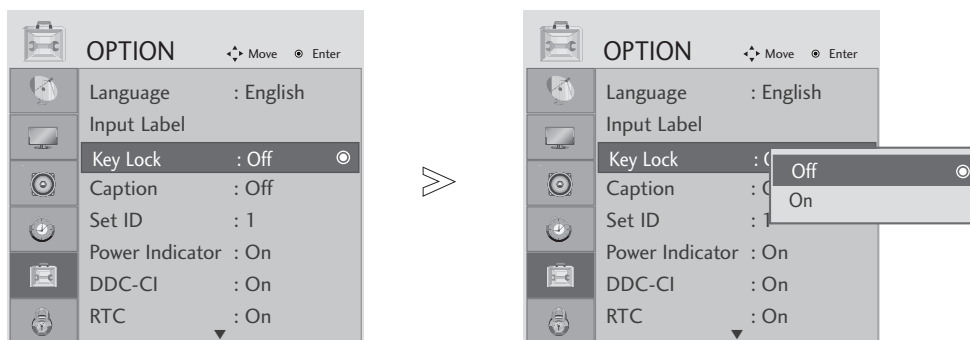 OPTION Move Enter
Language : English
Input Label
Key Lock : Off
Caption : Off
Set ID : 1
Power Indicator : On
DDC-CI : On
RTC : On
OPTION Move Enter
Language : English
Input Label
Key Lock :
Caption :
Set ID : 1
Power Indicator : On
DDC-CI : On
RTC : On
Off
On